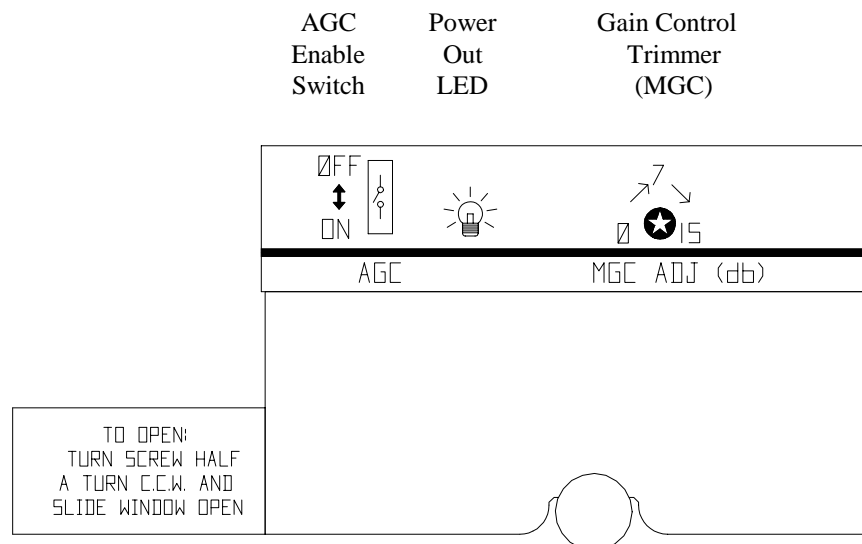 AGC Enable Switch
Power Out LED
Gain Control Trimmer (MGC)
ØFF
ON
7
Ø
15
AGC
MGC ADJ (db)
TO OPEN:
TURN SCREW HALF
A TURN C.C.W. AND
SLIDE WINDOW OPEN